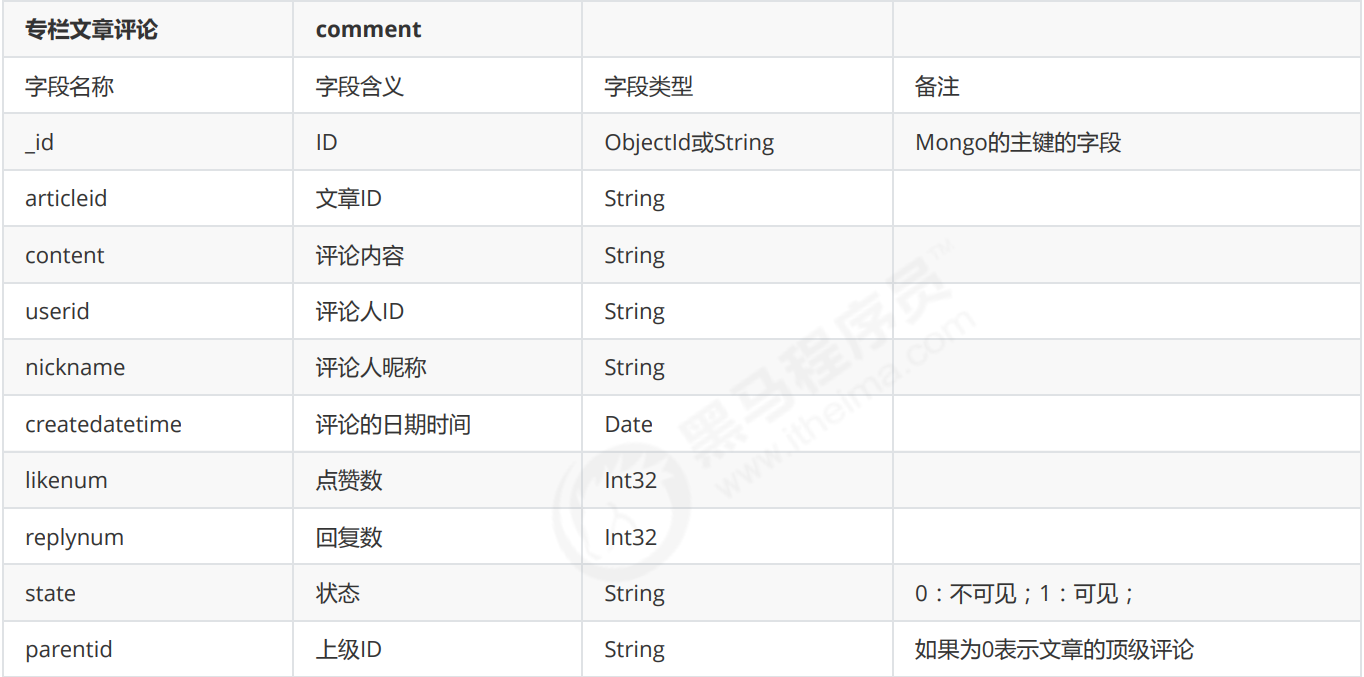 专栏文章评论 comment
字段名称 字段含义 字段类型 备注
_id ID ObjectId或String Mongo的主键的字段
articleid 文章ID String
content 评论内容 String
userid 评论人ID String
nickname 评论人昵称 String
createdatetime 评论的日期时间 Date
likenum 点赞数 Int32
replynum 回复数 Int32
state 状态 String 0：不可见；1：可见；
parentid 上级ID String 如果为0表示文章的顶级评论
黑马程序员™
www.itheima.com